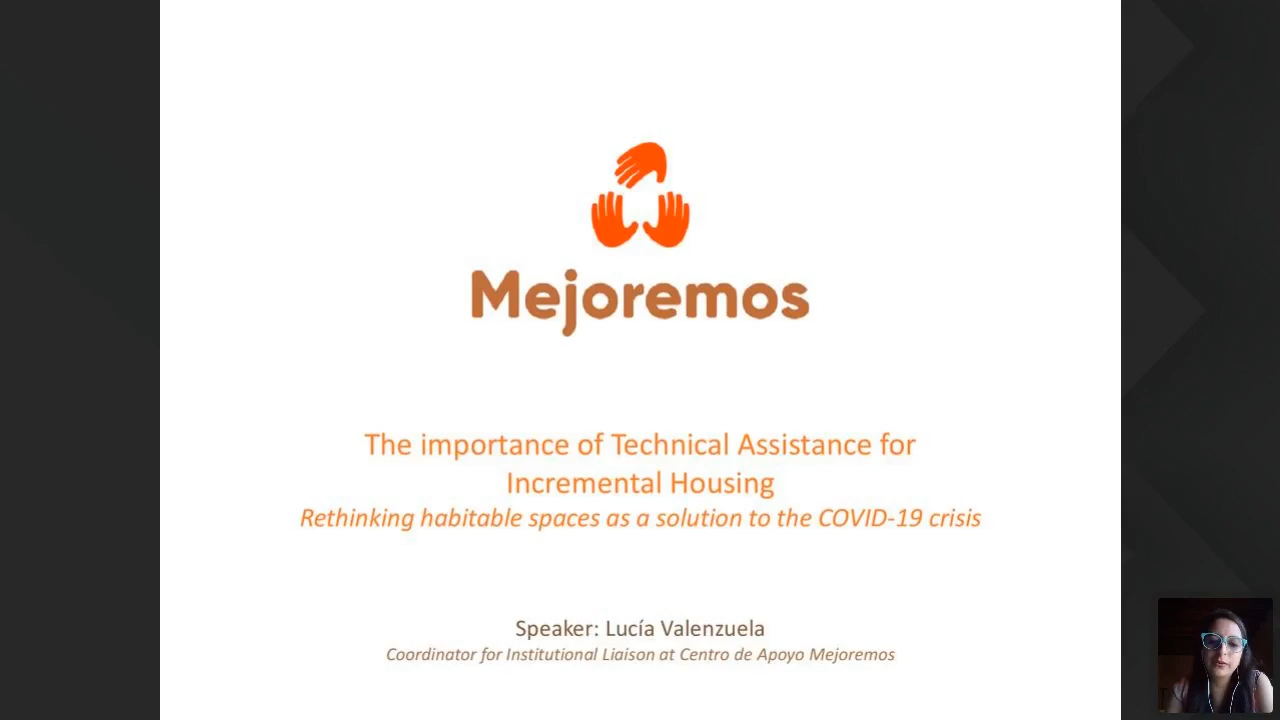 Mejoremos
The importance of Technical Assistance for
Incremental Housing
Rethinking habitable spaces as a solution to the COVID-19 crisis
Speaker: Lucía Valenzuela
Coordinator for Institutional Liaison at Centro de Apoyo Mejoremos